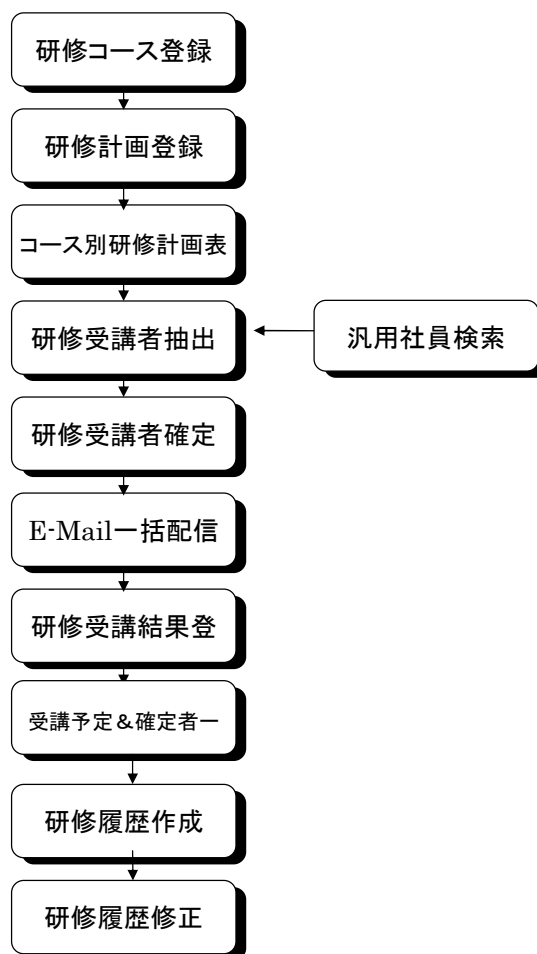 研修コース登録
研修計画登録
コース別研修計画表
研修受講者抽出
汎用社員検索
研修受講者確定
E-Mail一括配信
研修受講結果登
受講予定&確定者一
研修履歴作成
研修履歴修正